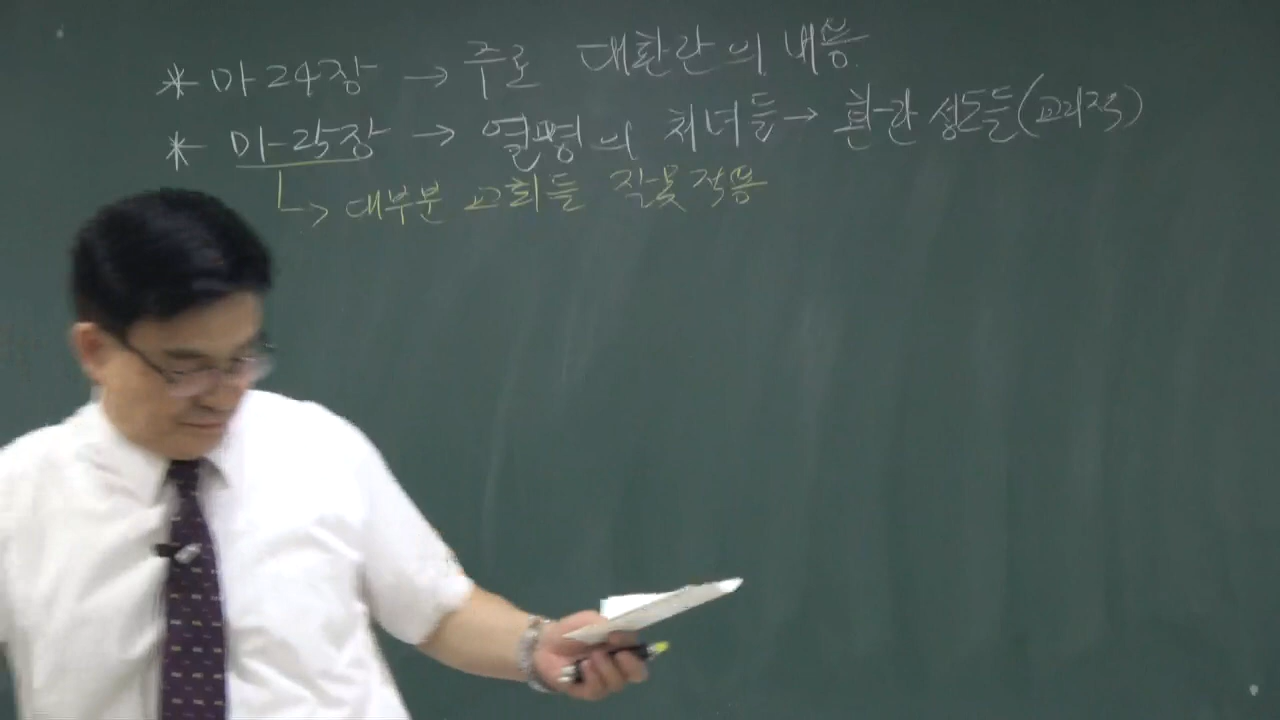 * 마 24장 → 주로 대환란의 내용
* 마 25장 → 열명의 처녀들 → 환란 성도들(교리적)
↳ 대부분 교회들 잘못 적용